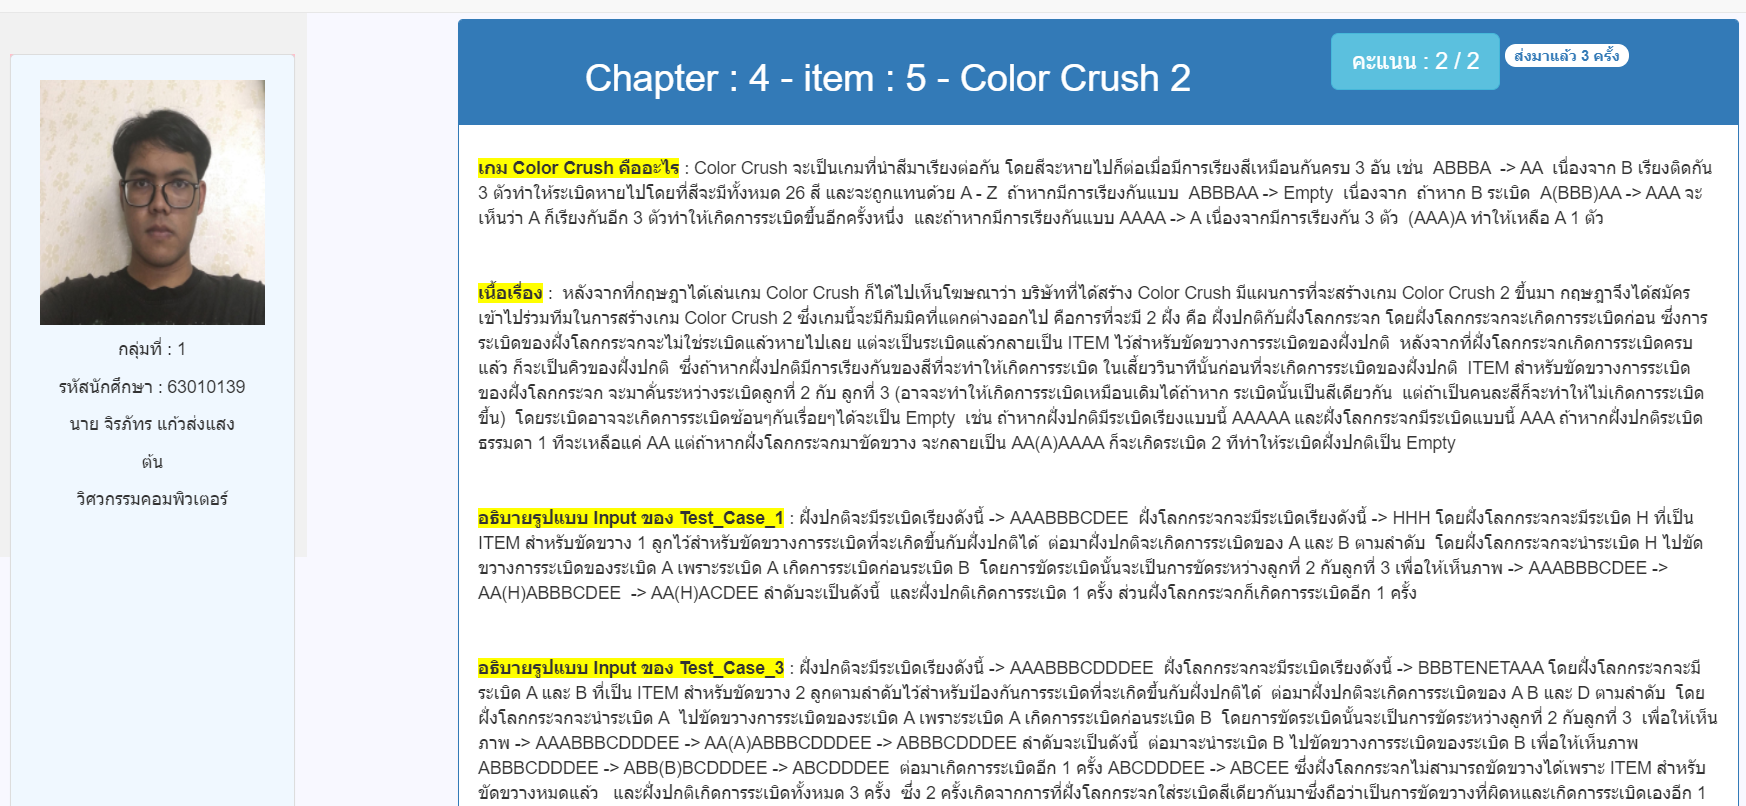 Chapter : 4 - item : 5 - Color Crush 2
คะแนน : 2 / 2
ส่งมาแล้ว 3 ครั้ง
กลุ่มที่ : 1
รหัสนักศึกษา : 63010139
นาย จิรภัทร แก้วส่งแสง
ต้น
วิศวกรรมคอมพิวเตอร์
เกม Color Crush คืออะไร : Color Crush จะเป็นเกมที่นำสีมาเรียงต่อกัน โดยสีจะหายไปก็ต่อเมื่อมีการเรียงสีเหมือนกันครบ 3 อัน เช่น ABBBA -> AA เนื่องจาก B เรียงติดกัน
3 ตัวทำให้ระเบิดหายไปโดยที่สีจะมีทั้งหมด 26 สี และจะถูกแทนด้วย A - Z ถ้าหากมีการเรียงกันแบบ ABBBAA -> Empty เนื่องจาก ถ้าหาก B ระเบิด A(BBB)AA -> AAA จะ
เห็นว่า A ก็เรียงกันอีก 3 ตัวทำให้เกิดการระเบิดขึ้นอีกครั้งหนึ่ง และถ้าหากมีการเรียงกันแบบ AAAA -> A เนื่องจากมีการเรียงกัน 3 ตัว (AAA)A ทำให้เหลือ A 1 ตัว
เนื้อเรื่อง : หลังจากที่กฤษฎาได้เล่นเกม Color Crush ก็ได้ไปเห็นโฆษณาว่า บริษัทที่ได้สร้าง Color Crush มีแผนการที่จะสร้างเกม Color Crush 2 ขึ้นมา กฤษฎาจึงได้สมัคร
เข้าไปร่วมทีมในการสร้างเกม Color Crush 2 ซึ่งเกมนี้จะมีกิมมิคที่แตกต่างออกไป คือการที่จะมี 2 ฝั่ง คือ ฝั่งปกติกับฝั่งโลกกระจก โดยฝั่งโลกกระจกจะเกิดการระเบิดก่อน ซึ่งการ
ระเบิดของฝั่งโลกกระจกจะไม่ใช่ระเบิดแล้วหายไปเลย แต่จะเป็นระเบิดแล้วกลายเป็น ITEM ไว้สำหรับขัดขวางการระเบิดของฝั่งปกติ หลังจากที่ฝั่งโลกกระจกเกิดการระเบิดครบ
แล้ว ก็จะเป็นคิวของฝั่งปกติ ซึ่งถ้าหากฝั่งปกติมีการเรียงกันของสีที่จะทำให้เกิดการระเบิด ในเสี้ยววินาทีนั้นก่อนที่จะเกิดการระเบิดของฝั่งปกติ ITEM สำหรับขัดขวางการระเบิด
ของฝั่งโลกกระจก จะมาคั่นระหว่างระเบิดลูกที่ 2 กับ ลูกที่ 3 (อาจจะทำให้เกิดการระเบิดเหมือนเดิมได้ถ้าหาก ระเบิดนั้นเป็นสีเดียวกัน แต่ถ้าเป็นคนละสีก็จะทำให้ไม่เกิดการระเบิด
ขึ้น) โดยระเบิดอาจจะเกิดการระเบิดซ้อนๆกันเรื่อยๆได้จะเป็น Empty เช่น ถ้าหากฝั่งปกติมีระเบิดเรียงแบบนี้ AAAAA และฝั่งโลกกระจกมีระเบิดแบบนี้ AAA ถ้าหากฝั่งปกติระเบิด
ธรรมดา 1 ทีจะเหลือแค่ AA แต่ถ้าหากฝั่งโลกกระจกมาขัดขวาง จะกลายเป็น AA(A)AAAA ก็จะเกิดระเบิด 2 ทีทำให้ระเบิดฝั่งปกติเป็น Empty
อธิบายรูปแบบ Input ของ Test_Case_1 : ฝั่งปกติจะมีระเบิดเรียงดังนี้ -> AAABBBCDEE ฝั่งโลกกระจกจะมีระเบิดเรียงดังนี้ -> HHH โดยฝั่งโลกกระจกจะมีระเบิด H ที่เป็น
ITEM สำหรับขัดขวาง 1 ลูกไว้สำหรับขัดขวางการระเบิดที่จะเกิดขึ้นกับฝั่งปกติได้ ต่อมาฝั่งปกติจะเกิดการระเบิดของ A และ B ตามลำดับ โดยฝั่งโลกกระจกจะนำระเบิด H ไปขัด
ขวางการระเบิดของระเบิด A เพราะระเบิด A เกิดการระเบิดก่อนระเบิด B โดยการขัดระเบิดนั้นจะเป็นการขัดระหว่างลูกที่ 2 กับลูกที่ 3 เพื่อให้เห็นภาพ -> AAABBBCDEE ->
AA(H)ABBBCDEE -> AA(H)ACDEE ลำดับจะเป็นดังนี้ และฝั่งปกติเกิดการระเบิด 1 ครั้ง ส่วนฝั่งโลกกระจกก็เกิดการระเบิดอีก 1 ครั้ง
อธิบายรูปแบบ Input ของ Test_Case_3 : ฝั่งปกติจะมีระเบิดเรียงดังนี้ -> AAABBBCDDDEE ฝั่งโลกกระจกจะมีระเบิดเรียงดังนี้ -> BBBTENETAAA โดยฝั่งโลกกระจกจะมี
ระเบิด A และ B ที่เป็น ITEM สำหรับขัดขวาง 2 ลูกตามลำดับไว้สำหรับป้องกันการระเบิดที่จะเกิดขึ้นกับฝั่งปกติได้ ต่อมาฝั่งปกติจะเกิดการระเบิดของ A B และ D ตามลำดับ โดย
ฝั่งโลกกระจกจะนำระเบิด A ไปขัดขวางการระเบิดของระเบิด A เพราะระเบิด A เกิดการระเบิดก่อนระเบิด B โดยการขัดระเบิดนั้นจะเป็นการขัดระหว่างลูกที่ 2 กับลูกที่ 3 เพื่อให้เห็น
ภาพ -> AAABBBCDDDEE -> AA(A)ABBBCDDDEE -> ABBBCDDDEE ลำดับจะเป็นดังนี้ ต่อมาจะนำระเบิด B ไปขัดขวางการระเบิดของระเบิด B เพื่อให้เห็นภาพ
ABBBCDDDEE -> ABB(B)BCDDDEE -> ABCDDDEE ต่อมาเกิดการระเบิดอีก 1 ครั้ง ABCDDDEE -> ABCEE ซึ่งฝั่งโลกกระจกไม่สามารถขัดขวางได้เพราะ ITEM สำหรับ
ขัดขวางหมดแล้ว และฝั่งปกติเกิดการระเบิดทั้งหมด 3 ครั้ง ซึ่ง 2 ครั้งเกิดจากการที่ฝั่งโลกกระจกใส่ระเบิดสีเดียวกันมาซึ่งถือว่าเป็นการขัดขวางที่ผิดหและเกิดการระเบิดเองอีก 1